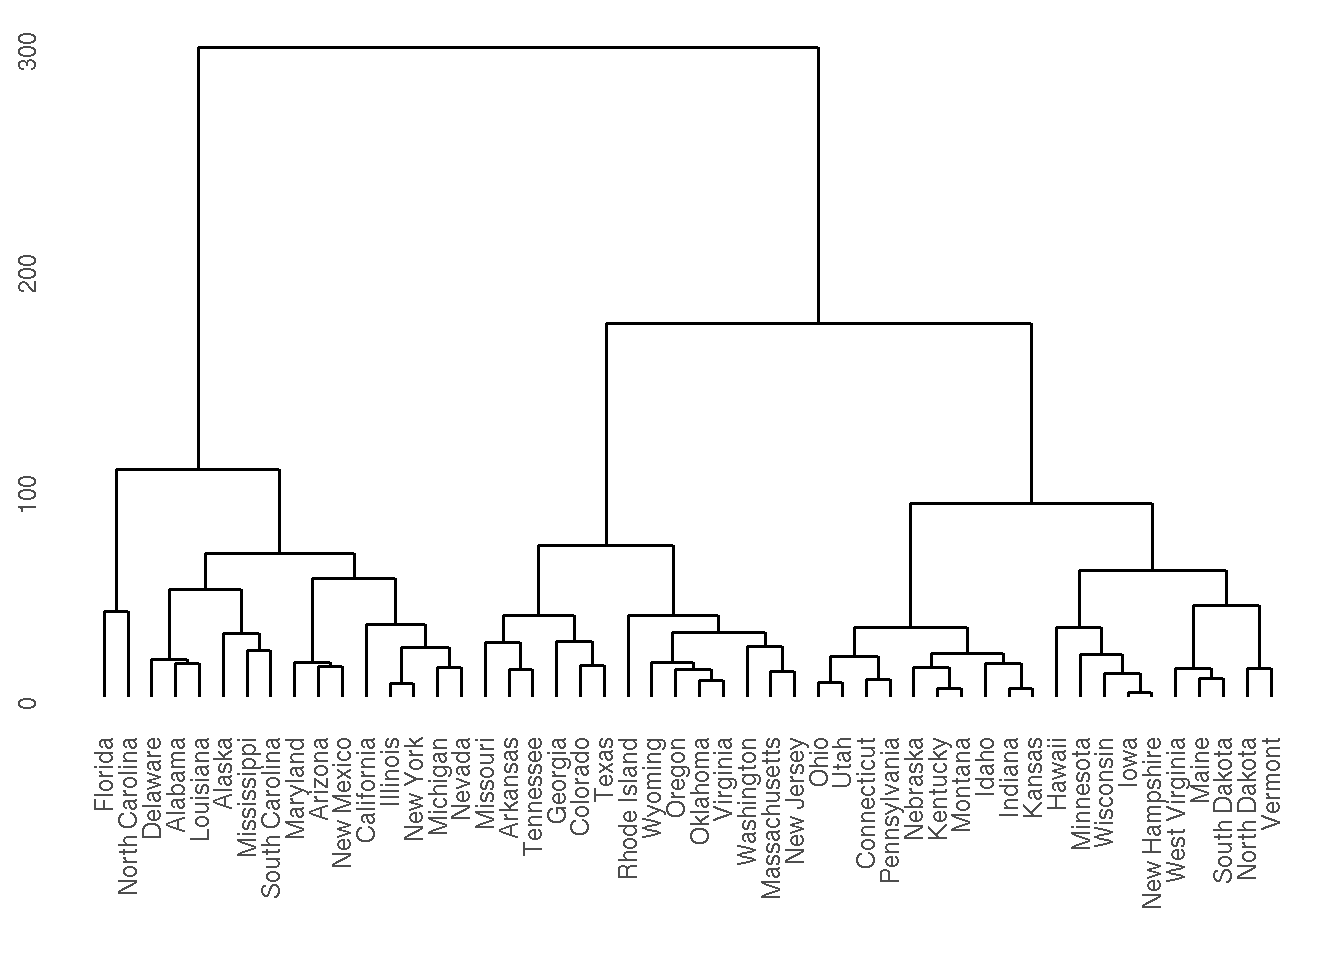 300
200
100
0
Florida
North Carolina
Delaware
Alabama
Louisiana
Alaska
Mississippi
South Carolina
Maryland
Arizona
New Mexico
California
Illinois
New York
Michigan
Nevada
Missouri
Arkansas
Tennessee
Georgia
Colorado
Texas
Rhode Island
Wyoming
Oregon
Oklahoma
Virginia
Washington
Massachusetts
New Jersey
Ohio
Utah
Connecticut
Pennsylvania
Nebraska
Kentucky
Montana
Idaho
Indiana
Kansas
Hawaii
Minnesota
Wisconsin
Iowa
New Hampshire
West Virginia
Maine
South Dakota
North Dakota
Vermont